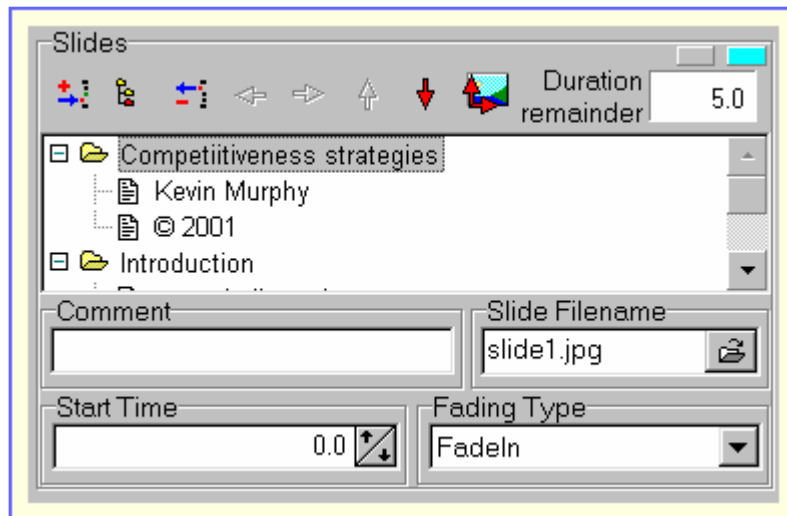 Slides
Duration
remainder
5.0
Competiitiveness strategies
Kevin Murphy
© 2001
Introduction
Comment
Slide Filename
slide1.jpg
Start Time
Fading Type
0.0
FadeIn